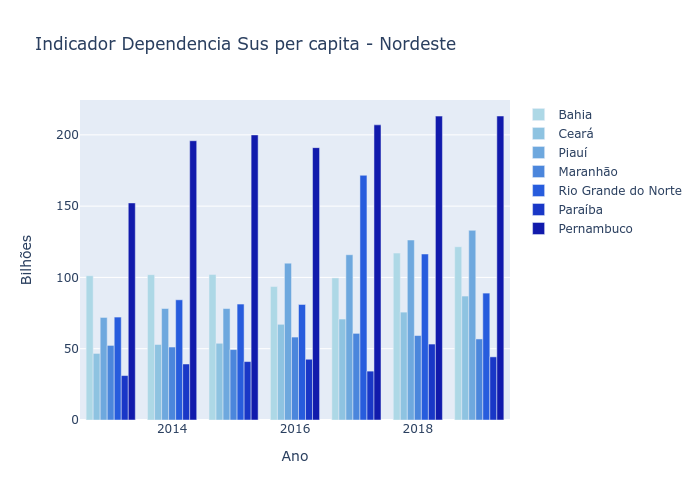 Indicador Dependencia Sus per capita - Nordeste
Bilhões
200
150
100
50
0
2014
2016
2018
Ano
Bahia
Ceará
Piauí
Maranhão
Rio Grande do Norte
Paraíba
Pernambuco